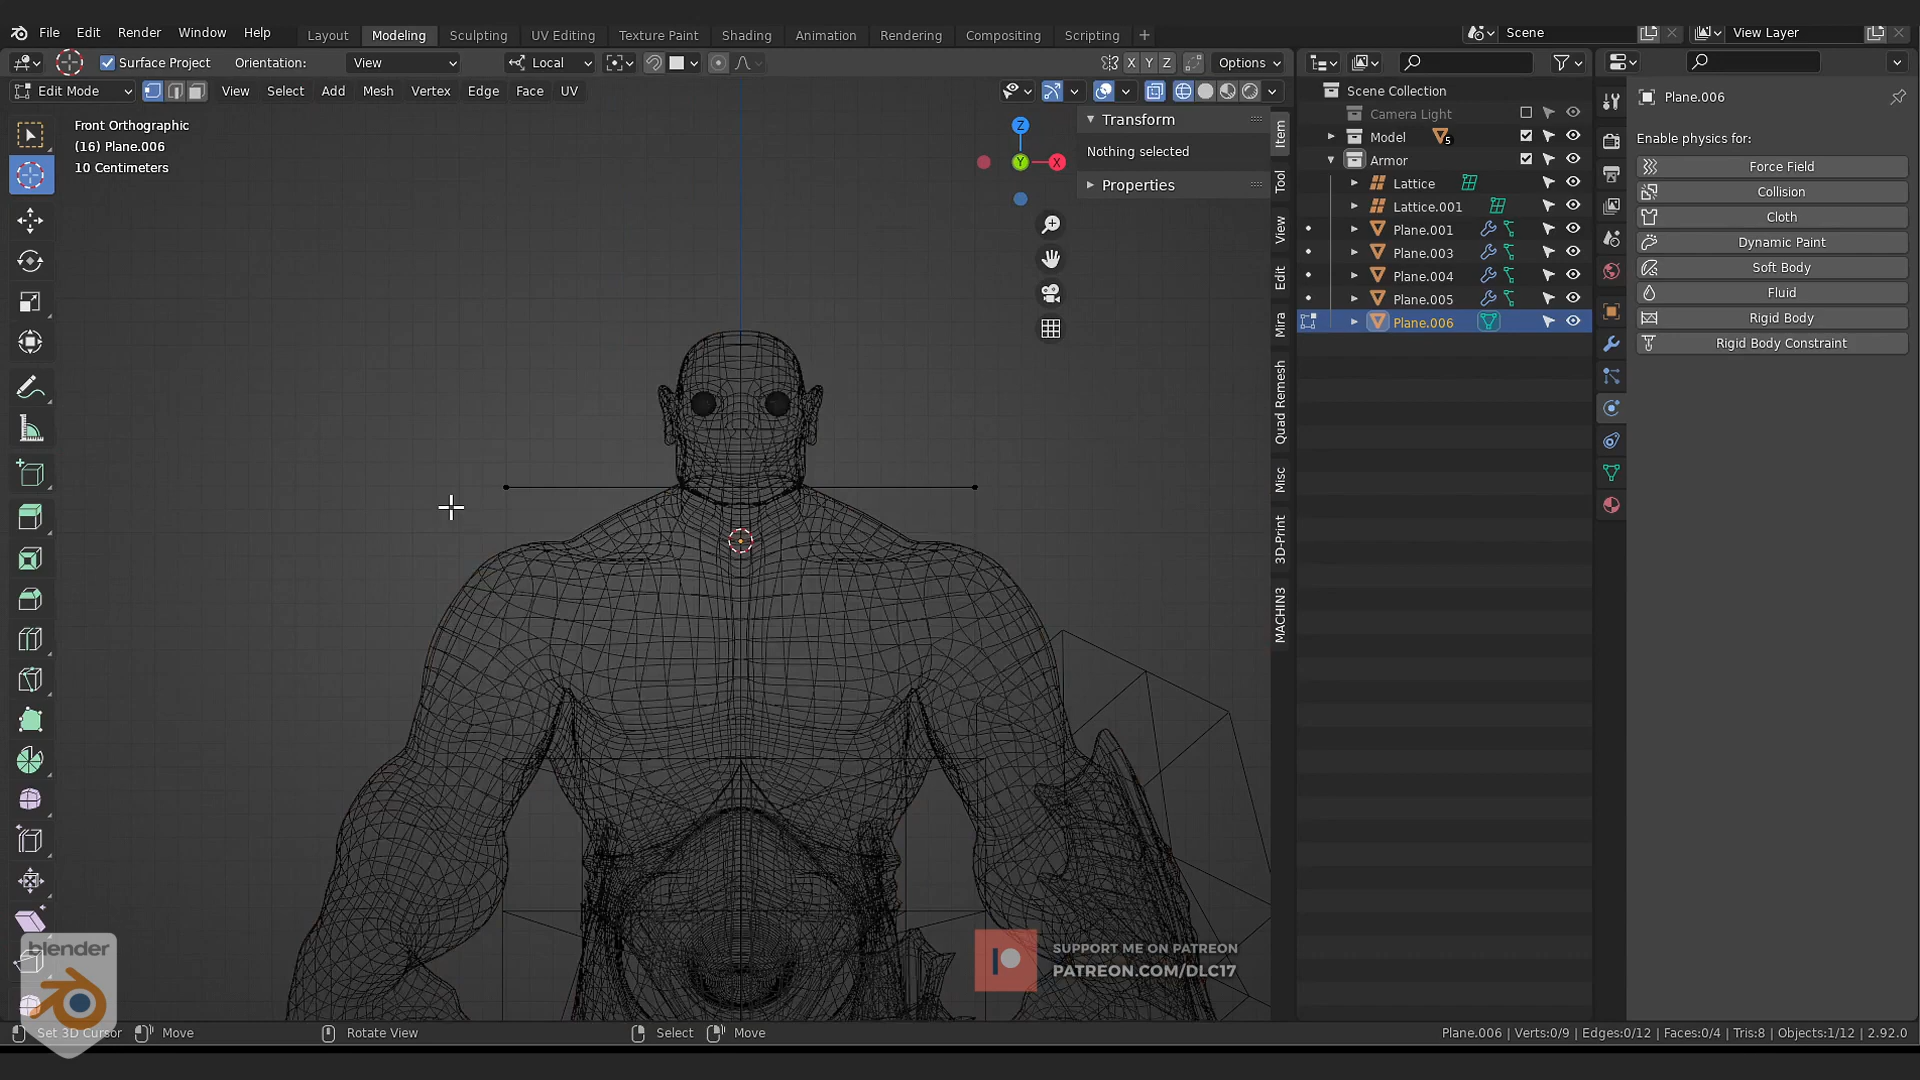 File Edit Render Window Help Layout Modeling Sculpting UV Editing Texture Paint Shading Animation Rendering Compositing Scripting + Scene View Layer
Surface Project Orientation: View Local X Y Z Options
Edit Mode View Select Add Mesh Vertex Edge Face UV
Front Orthographic
(16) Plane.006
10 Centimeters
Z
Y
X
Transform
Nothing selected
Properties
Item
Tool
View
Edit
Mira
Quad Remesh
Misc
3D-Print
MACHIN3
Scene Collection
Camera Light
Model 5
Armor
Lattice
Lattice.001
Plane.001
Plane.003
Plane.004
Plane.005
Plane.006
Plane.006
Enable physics for:
Force Field
Collision
Cloth
Dynamic Paint
Soft Body
Fluid
Rigid Body
Rigid Body Constraint
blender
SUPPORT ME ON PATREON
PATREON.COM/DLC17
Set 3D Cursor Move Rotate View Select Move Plane.006 | Verts:0/9 | Edges:0/12 | Faces:0/4 | Tris:8 | Objects:1/12 | 2.92.0